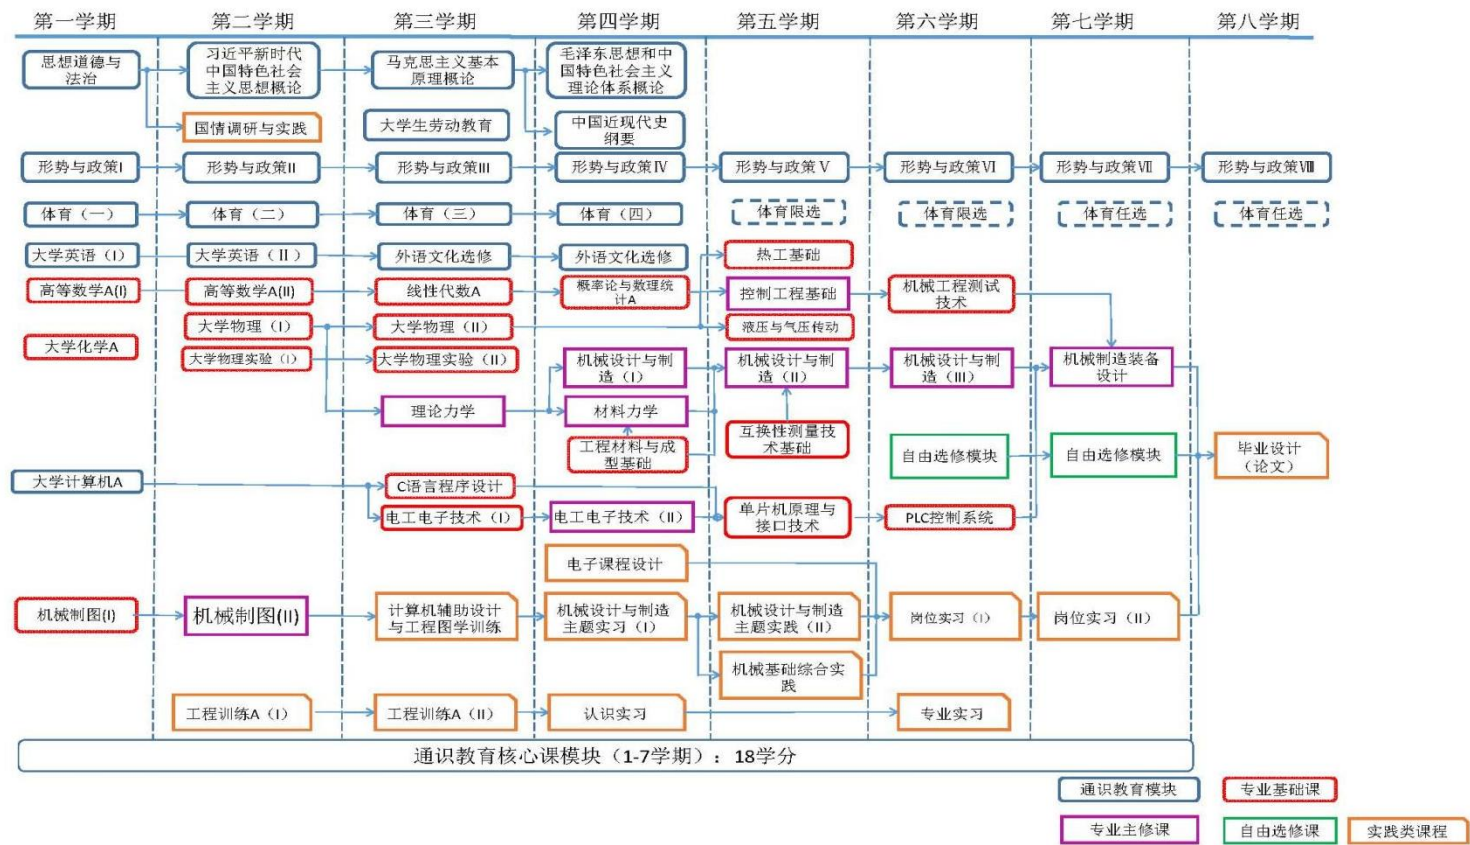 第一学期
第二学期
第三学期
第四学期
第五学期
第六学期
第七学期
第八学期
思想道德与
法治
习近平新时代
中国特色社会
主义思想概论
马克思主义基本
原理概论
毛泽东思想和中
国特色社会主义
理论体系概论
国情调研与实践
大学生劳动教育
中国近现代史
纲要
形势与政策I
形势与政策II
形势与政策III
形势与政策Ⅳ
形势与政策Ⅴ
形势与政策Ⅵ
形势与政策Ⅶ
形势与政策Ⅷ
体育（一）
体育（二）
体育（三）
体育（四）
体育限选
体育限选
体育任选
体育任选
大学英语（I）
大学英语（II）
外语文化选修
外语文化选修
热工基础
高等数学A(I)
高等数学A(II)
线性代数A
概率论与数理统
计A
控制工程基础
机械工程测试
技术
大学物理（I）
大学物理（II）
液压与气压传动
大学化学A
大学物理实验（I）
大学物理实验（II）
机械设计与制
造（I）
机械设计与制
造（II）
机械设计与制
造（III）
机械制造装备
设计
理论力学
材料力学
工程材料与成
型基础
互换性测量技
术基础
自由选修模块
自由选修模块
毕业设计
（论文）
大学计算机A
C语言程序设计
电工电子技术（I）
电工电子技术（II）
单片机原理与
接口技术
PLC控制系统
电子课程设计
机械制图(I)
机械制图(II)
计算机辅助设计
与工程图学训练
机械设计与制造
主题实习（I）
机械设计与制造
主题实践（II）
岗位实习（I）
岗位实习（II）
机械基础综合实
践
工程训练A（I）
工程训练A（II）
认识实习
专业实习
通识教育核心课模块（1-7学期）：18学分
通识教育模块
专业基础课
专业主修课
自由选修课
实践类课程